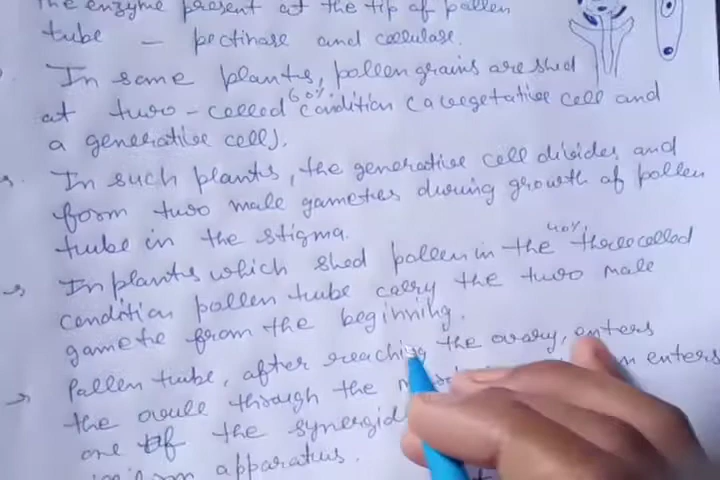 the enzyme present at the tip of pollen
tube – pectinase and cellulase.
In some plants, pollen grains are shed
at two-celled 60% condition (a vegetative cell and
a generative cell).
In such plants, the generative cell divides and
form two male gametes during growth of pollen
tube in the stigma.
→ In plants which shed pollen in the 40% three celled
condition pollen tube carry the two male
gamete from the beginning.
→ Pollen tube, after reaching the ovary, enters
the ovule through the enters
one of the synergid
apparatus.